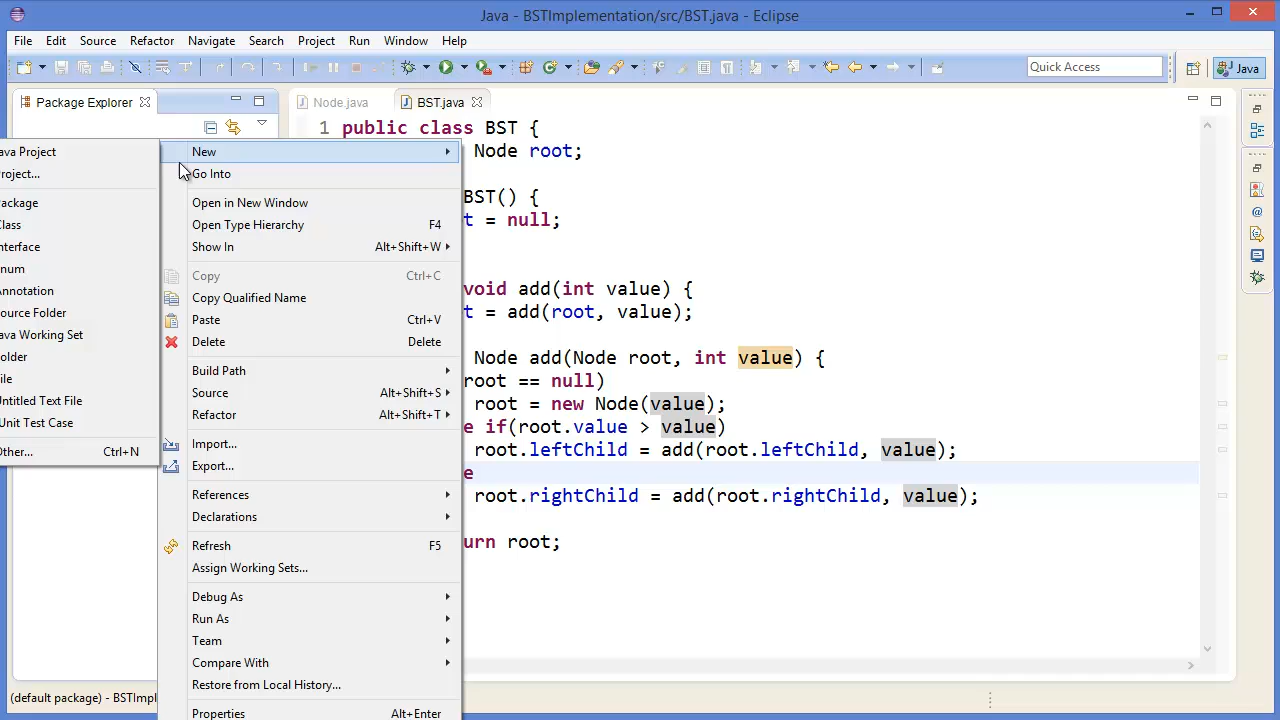 Java - BSTImplementation/src/BST.java - Eclipse
File Edit Source Refactor Navigate Search Project Run Window Help
Quick Access
Java
Package Explorer
Node.java
BST.java
1 public class BST {
Node root;
BST() {
t = null;
void add(int value) {
t = add(root, value);
Node add(Node root, int value) {
root == null)
root = new Node(value);
e if(root.value > value)
root.leftChild = add(root.leftChild, value);
e
root.rightChild = add(root.rightChild, value);
urn root;
ava Project
roject...
ackage
lass
nterface
num
nnotation
ource Folder
ava Working Set
older
ile
ntitled Text File
Unit Test Case
ther... Ctrl+N
New
Go Into
Open in New Window
Open Type Hierarchy F4
Show In Alt+Shift+W
Copy Ctrl+C
Copy Qualified Name
Paste Ctrl+V
Delete Delete
Build Path
Source Alt+Shift+S
Refactor Alt+Shift+T
Import...
Export...
References
Declarations
Refresh F5
Assign Working Sets...
Debug As
Run As
Team
Compare With
Restore from Local History...
Properties Alt+Enter
(default package) - BSTImpl